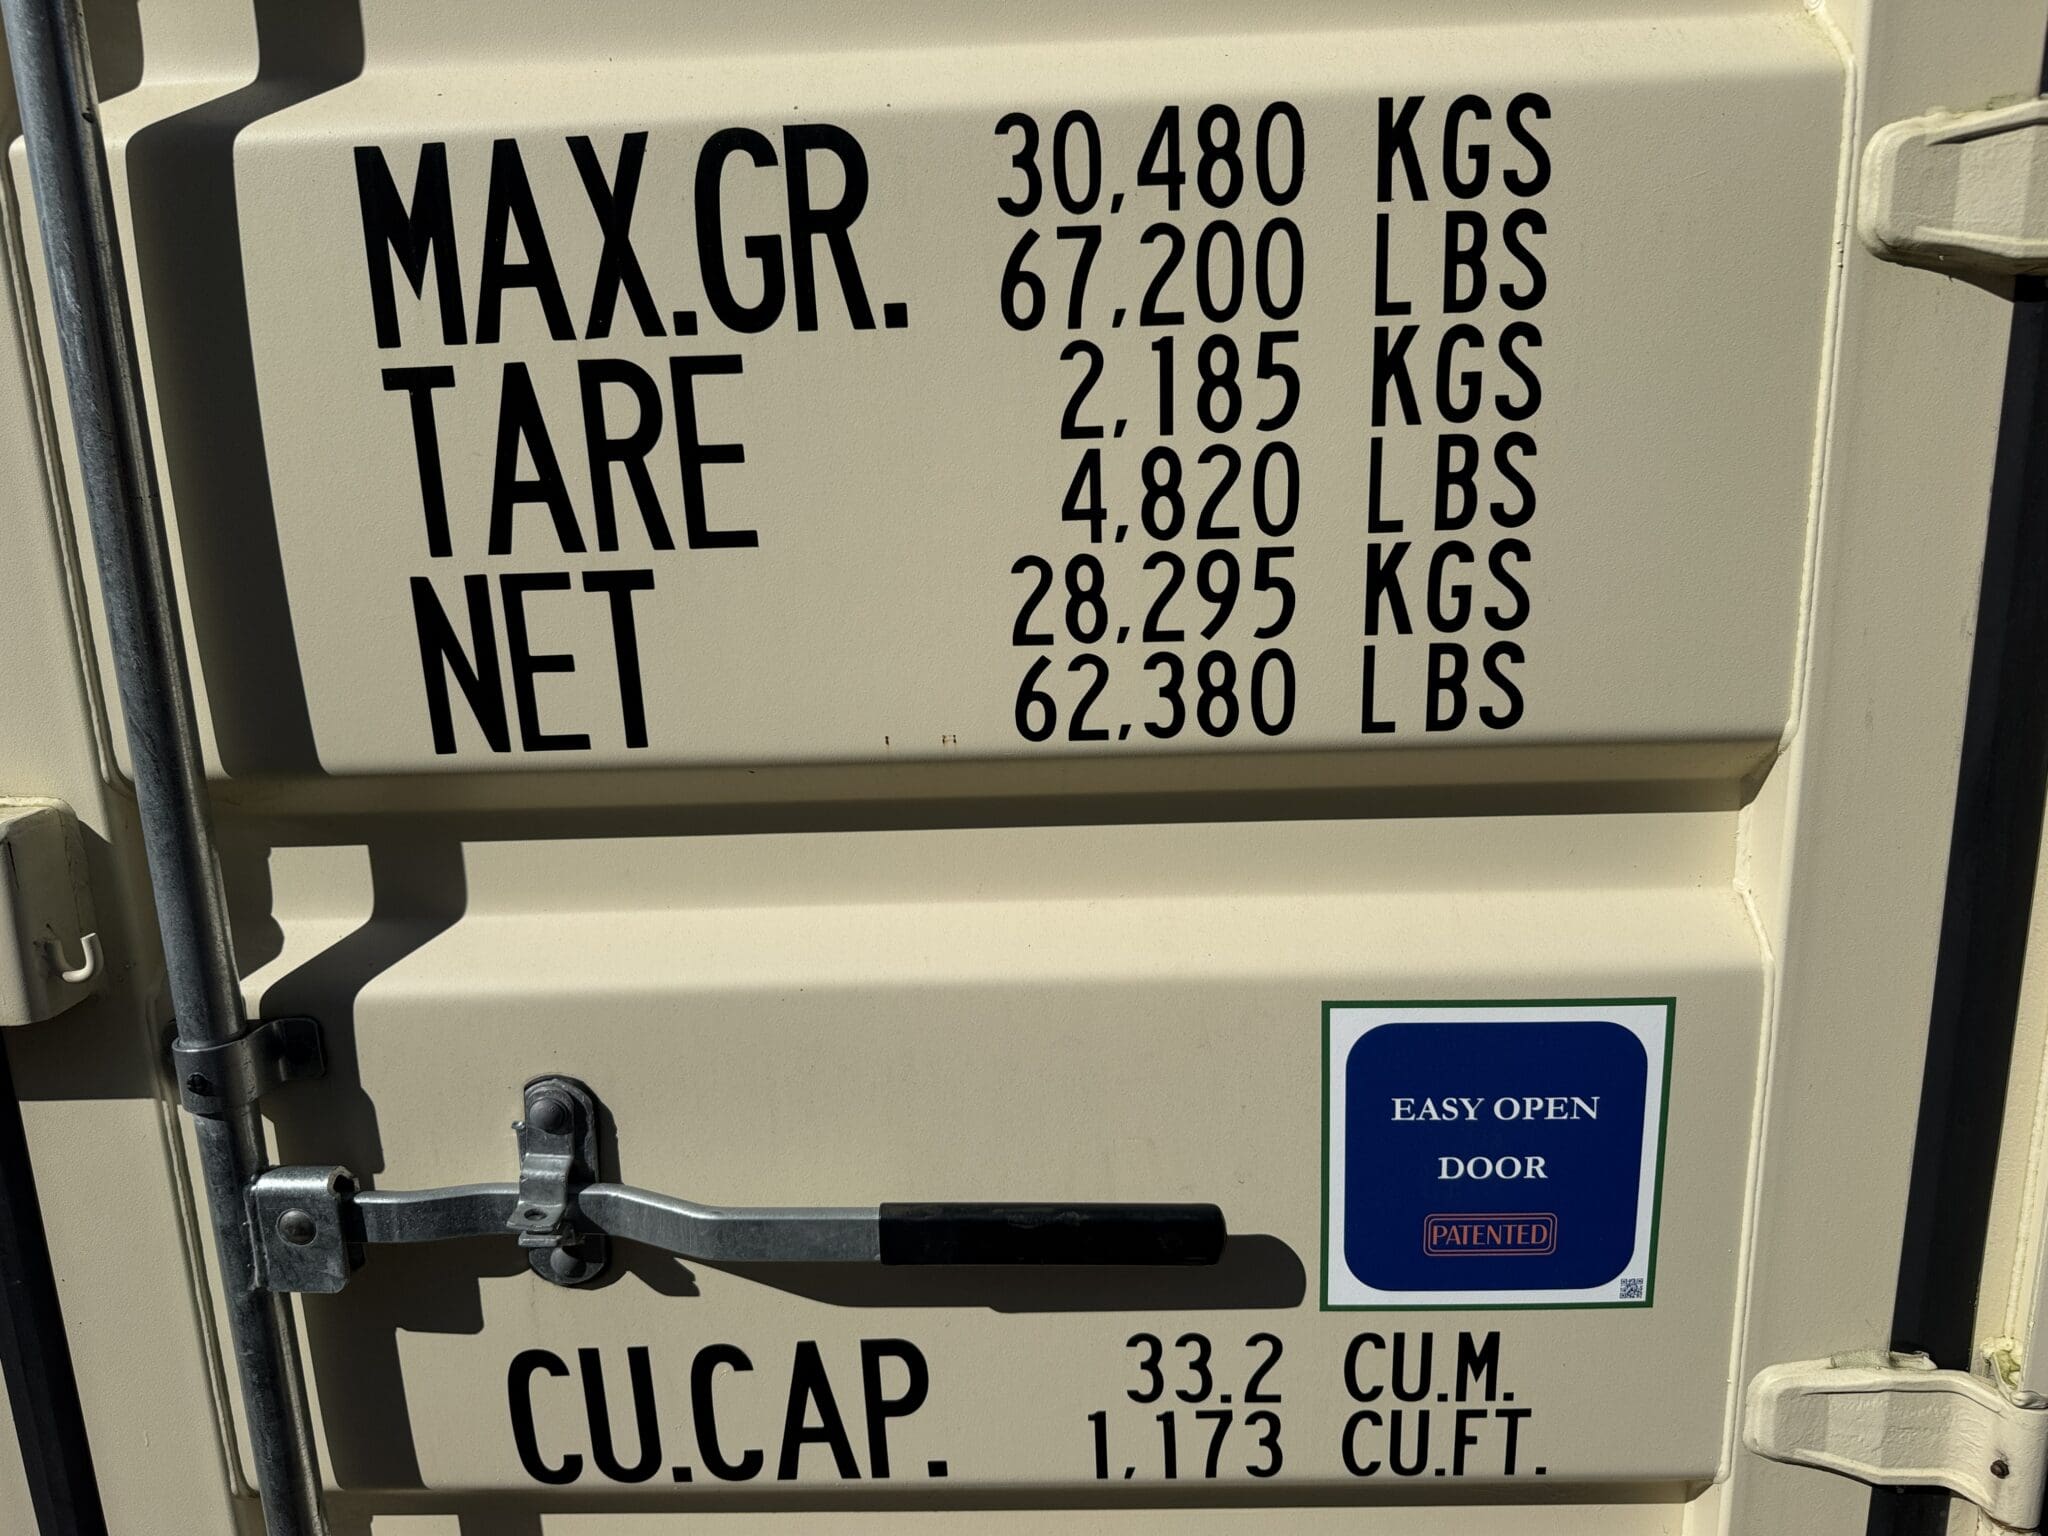 MAX.GR. 30,480 KGS
67,200 LBS
TARE 2,185 KGS
4,820 LBS
NET 28,295 KGS
62,380 LBS
EASY OPEN
DOOR
PATENTED
CU.CAP. 33.2 CU.M.
1,173 CU.FT.